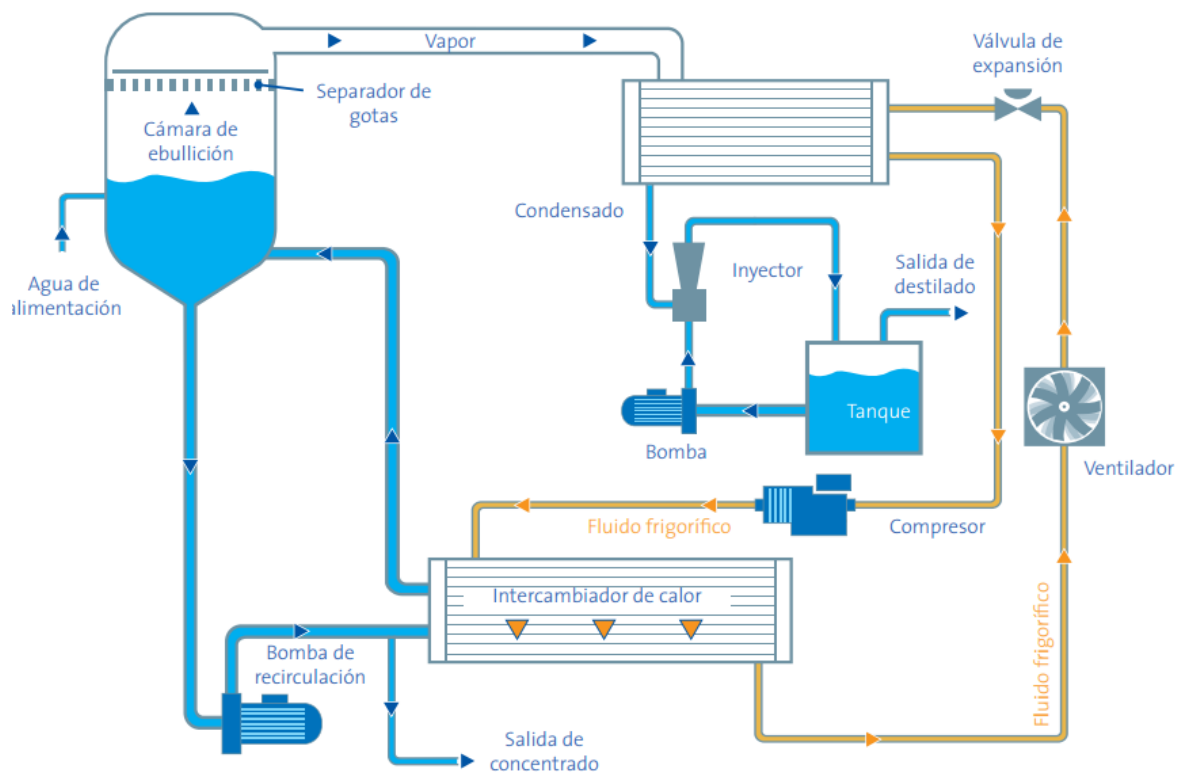 Vapor
Válvula de
expansión
Separador de
gotas
Cámara de
ebullición
Condensado
Inyector
Salida de
destilado
Agua de
alimentación
Tanque
Bomba
Ventilador
Fluido frigorifico
Compresor
Intercambiador de calor
Bomba de
recirculación
Fluido frigorífico
Salida de
concentrado